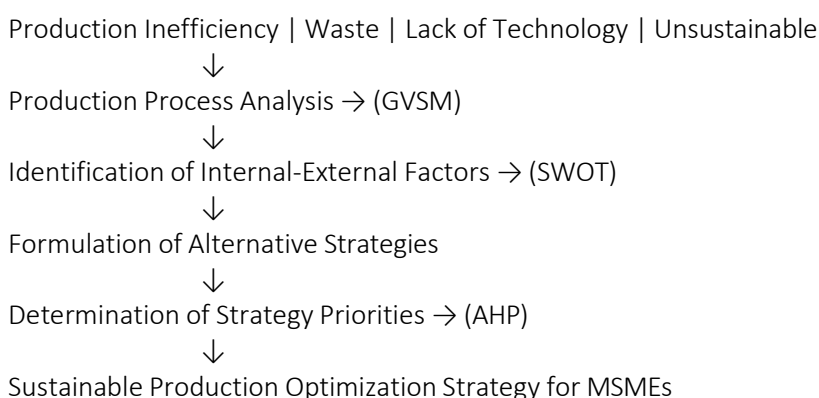 Production Inefficiency | Waste | Lack of Technology | Unsustainable
↓
Production Process Analysis → (GVSM)
↓
Identification of Internal-External Factors → (SWOT)
↓
Formulation of Alternative Strategies
↓
Determination of Strategy Priorities → (AHP)
↓
Sustainable Production Optimization Strategy for MSMEs